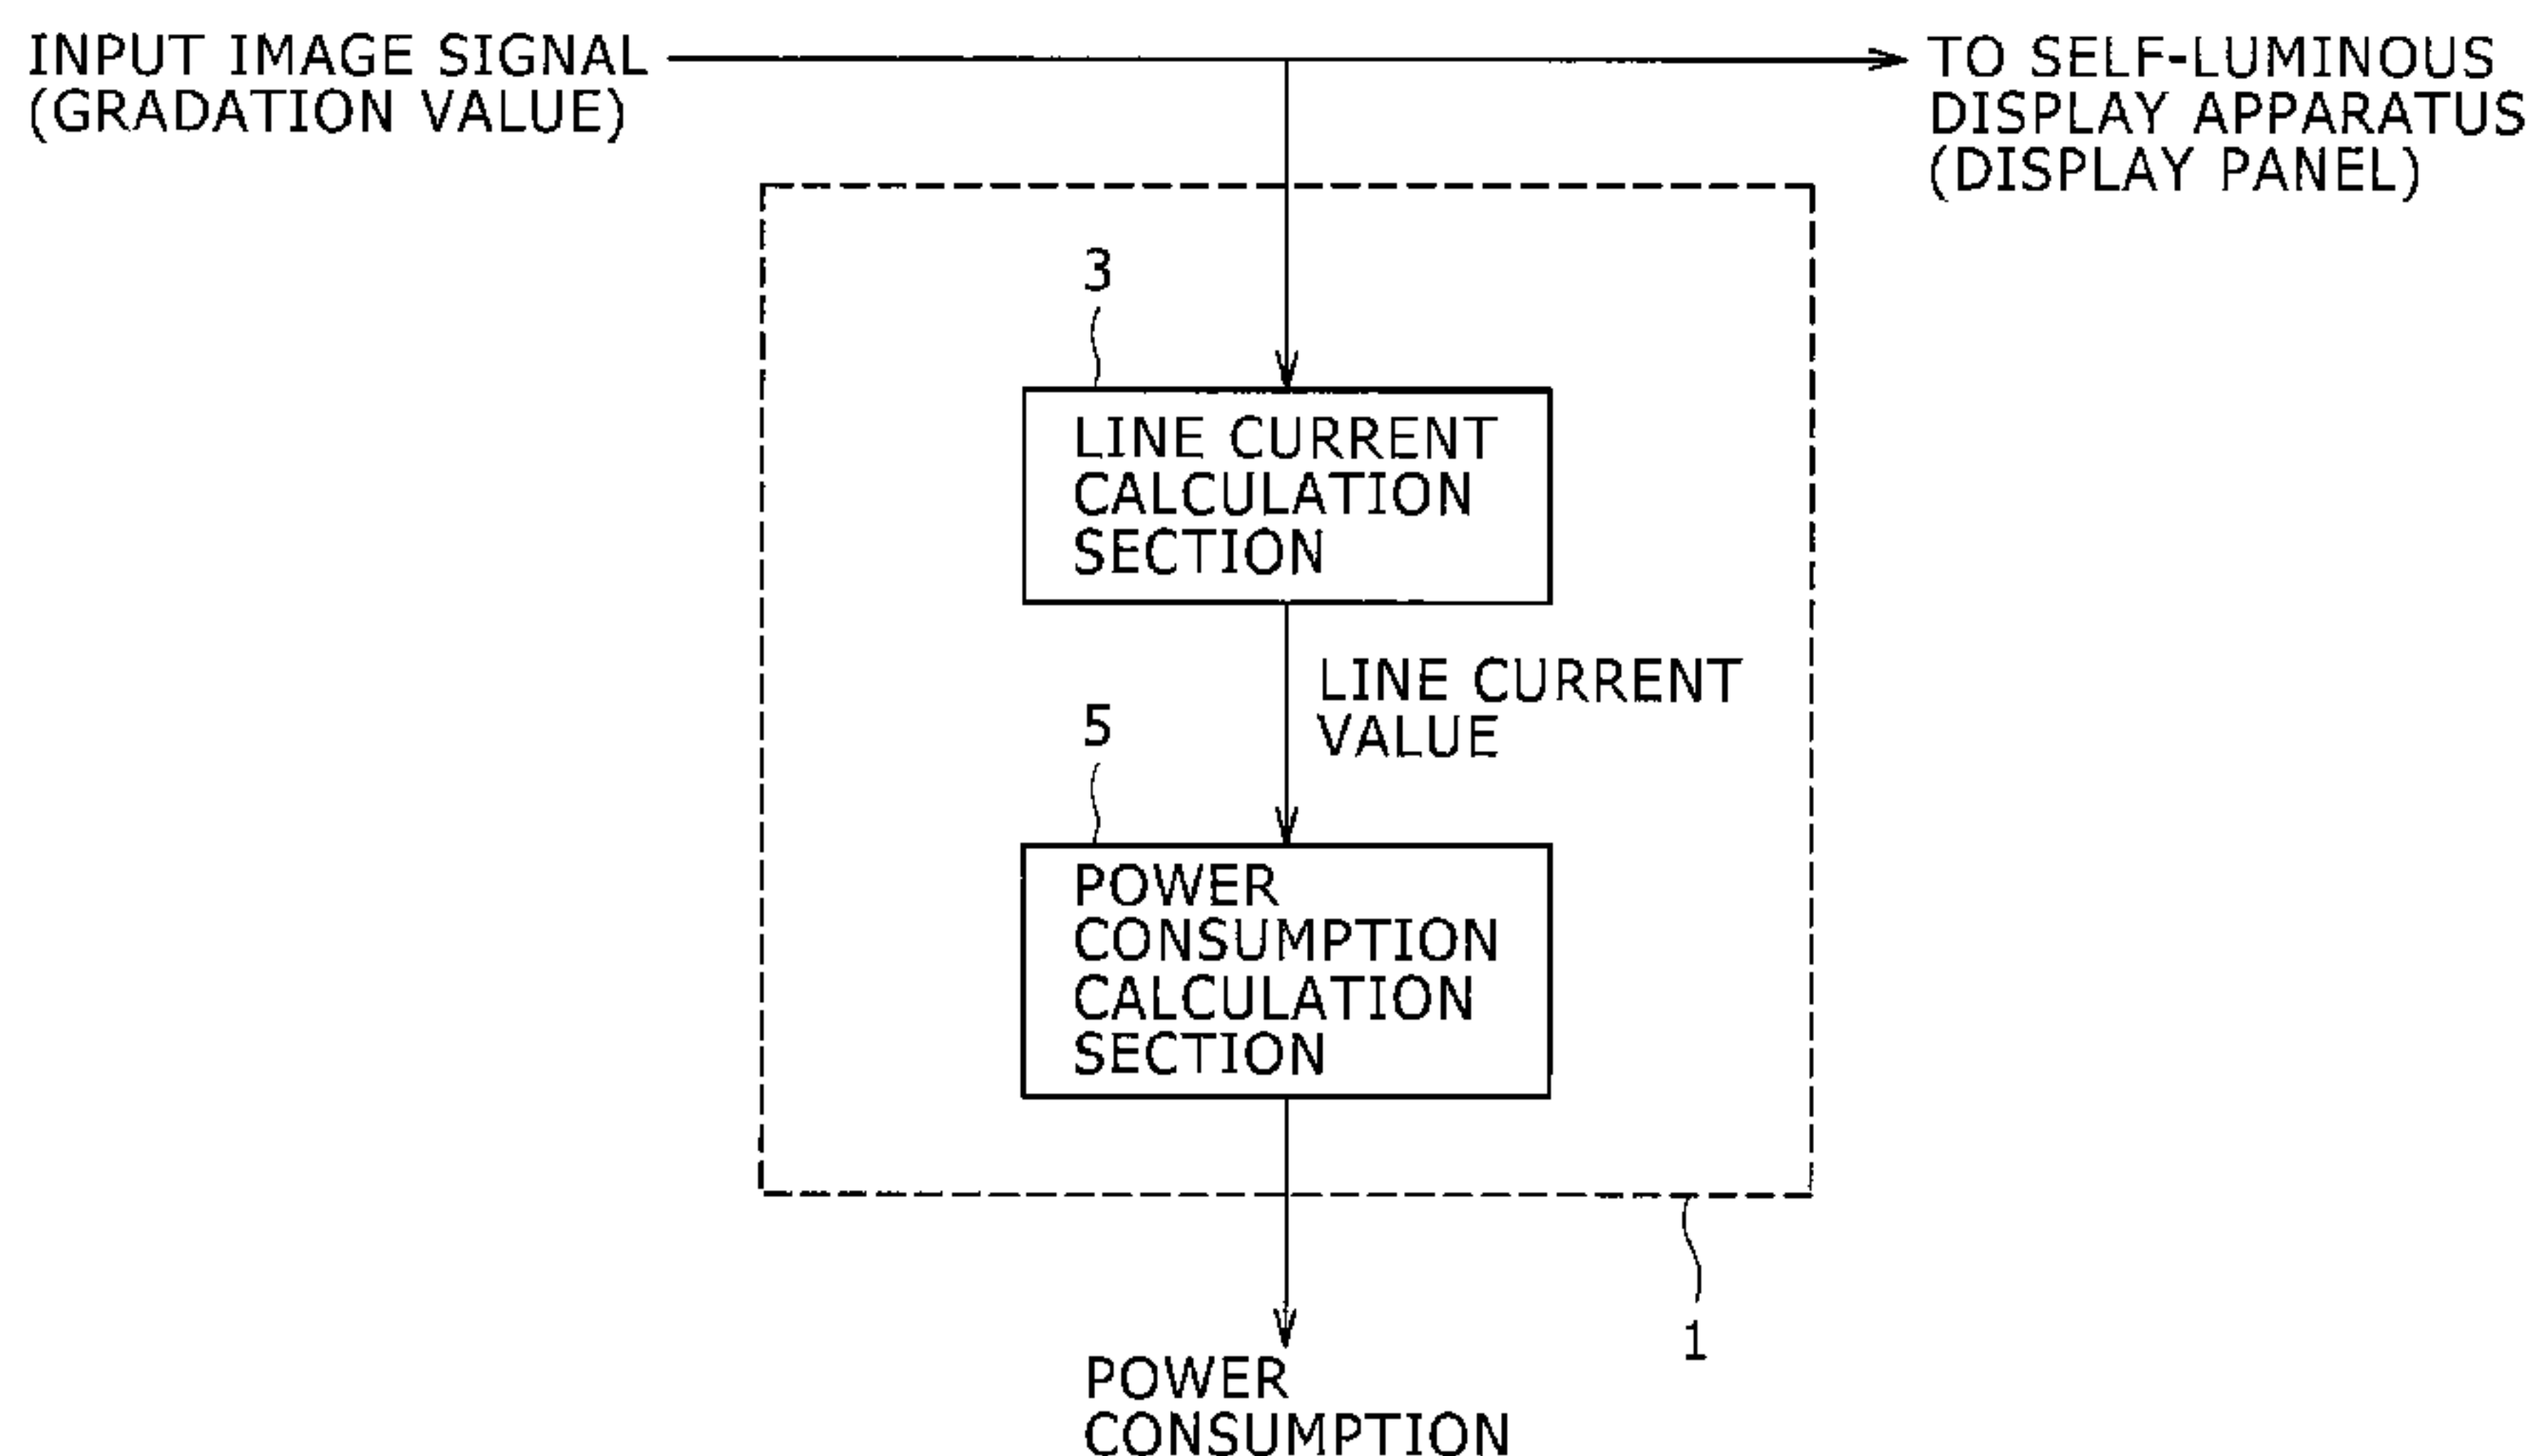 INPUT IMAGE SIGNAL
(GRADATION VALUE)
TO SELF-LUMINOUS
DISPLAY APPARATUS
(DISPLAY PANEL)
3
LINE CURRENT
CALCULATION
SECTION
LINE CURRENT
VALUE
5
POWER
CONSUMPTION
CALCULATION
SECTION
1
POWER
CONSUMPTION